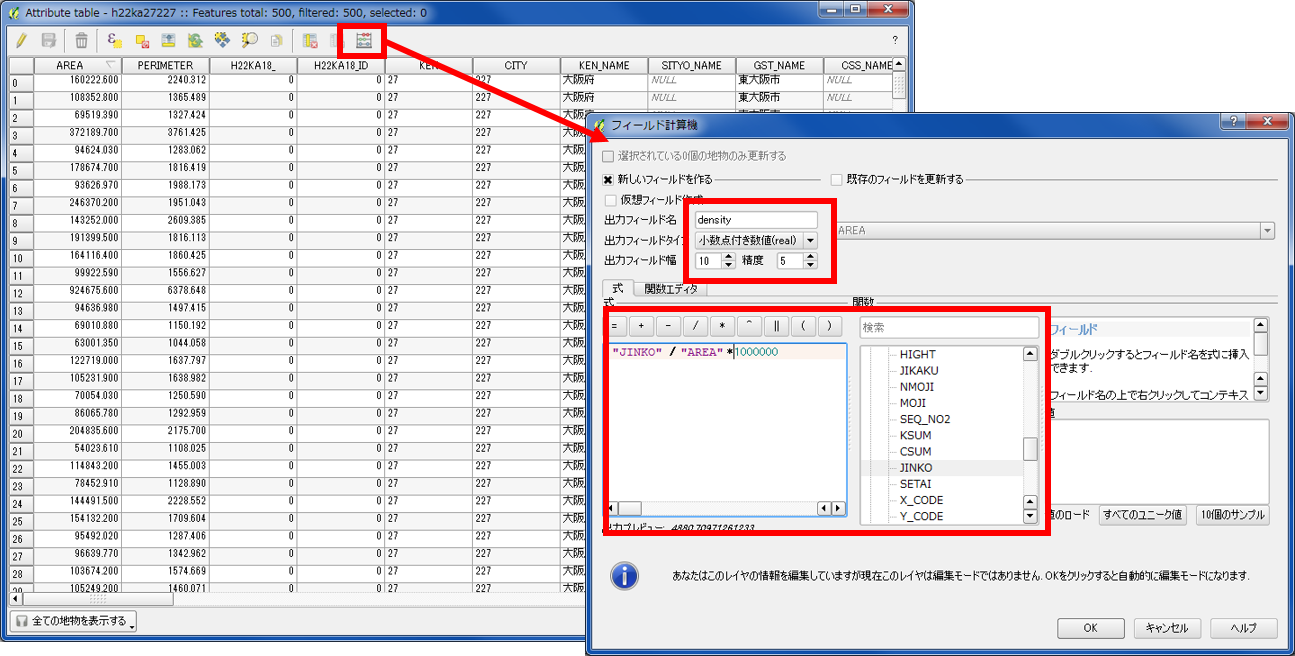 Attribute table - h22ka27227 :: Features total: 500, filtered: 500, selected: 0
?
AREA PERIMETER H22KA18_ H22KA18_ID KEN CITY KEN_NAME SITYO_NAME GST_NAME CSS_NAME
0 160222.600 2240.312 0 0 27 227 大阪府 NULL 東大阪市 NULL
1 108352.800 1365.489 0 0 27 227 大阪府 NULL 東大阪市 NULL
2 69519.390 1327.424 0 0 27 227 大阪
3 372189.700 3761.425 0 0 27 227 大阪
4 94624.030 1283.062 0 0 27 227 大阪
5 178674.700 1816.419 0 0 27 227 大阪
6 93626.970 1988.173 0 0 27 227 大阪
7 246370.200 1951.043 0 0 27 227 大阪
8 143252.000 2609.385 0 0 27 227 大阪
9 191399.500 1816.113 0 0 27 227 大阪
10 164116.400 1860.425 0 0 27 227 大阪
11 99922.590 1556.627 0 0 27 227 大阪
12 924675.600 6378.648 0 0 27 227 大阪
13 94636.980 1497.415 0 0 27 227 大阪
14 69010.880 1150.192 0 0 27 227 大阪
15 63001.350 1044.058 0 0 27 227 大阪
16 122719.000 1637.797 0 0 27 227 大阪
17 105231.900 1638.982 0 0 27 227 大阪
18 70054.030 1250.590 0 0 27 227 大阪
19 86065.780 1292.959 0 0 27 227 大阪
20 204835.600 2175.700 0 0 27 227 大阪
21 54023.610 1108.025 0 0 27 227 大阪
22 114843.200 1455.003 0 0 27 227 大阪
23 78452.910 1128.890 0 0 27 227 大阪
24 144491.500 2228.552 0 0 27 227 大阪
25 154132.200 1709.604 0 0 27 227 大阪
26 95492.020 1287.406 0 0 27 227 大阪
27 96639.770 1342.962 0 0 27 227 大阪
28 103674.200 1574.669 0 0 27 227 大阪
29 105249.200 1460.071 0 0 27 227 大阪
全ての地物を表示する
フィールド計算機
選択されている0個の地物のみ更新する
新しいフィールドを作る 既存のフィールドを更新する
仮想フィールド作成
出力フィールド名 density
出力フィールドタイプ 小数点付き数値(real) AREA
出力フィールド幅 10 精度 5
式 関数エディタ
式 関数
= + - / * ^ || ( ) 検索
"JINKO" / "AREA" *1000000
HIGHT
JIKAKU
NMOJI
MOJI
SEQ_NO2
KSUM
CSUM
JINKO
SETAI
X_CODE
Y_CODE
フィールド
ダブルクリックするとフィールド名を式に挿入
できます.
フィールド名の上で右クリックしてコンテキス
値
値のロード すべてのユニーク値 10個のサンプル
出力プレビュー: 4880.70971261233
あなたはこのレイヤの情報を編集していますが現在このレイヤは編集モードではありません. OKをクリックすると自動的に編集モードになります.
OK キャンセル ヘルプ